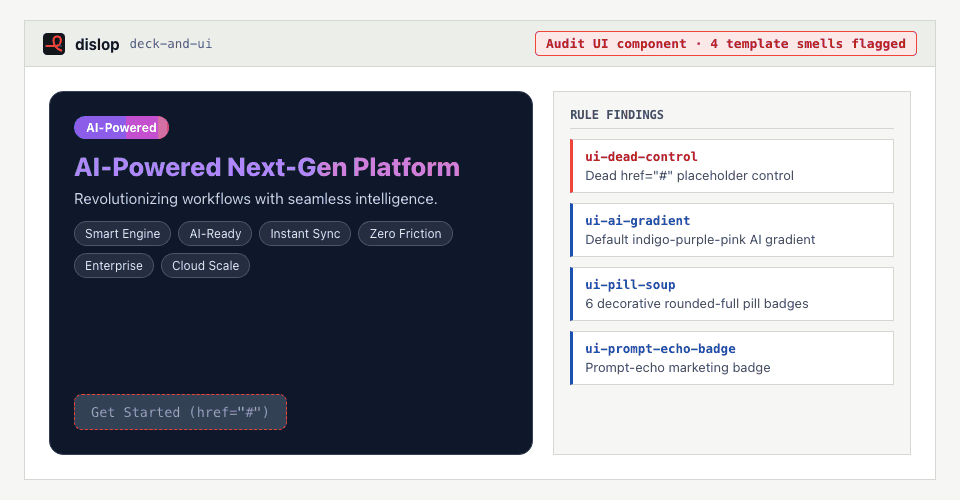 dislop deck-and-ui
Audit UI component · 4 template smells flagged
AI-Powered
AI-Powered Next-Gen Platform
Revolutionizing workflows with seamless intelligence.
Smart Engine AI-Ready Instant Sync Zero Friction
Enterprise Cloud Scale
Get Started (href="#")
RULE FINDINGS
ui-dead-control
Dead href="#" placeholder control
ui-ai-gradient
Default indigo-purple-pink AI gradient
ui-pill-soup
6 decorative rounded-full pill badges
ui-prompt-echo-badge
Prompt-echo marketing badge